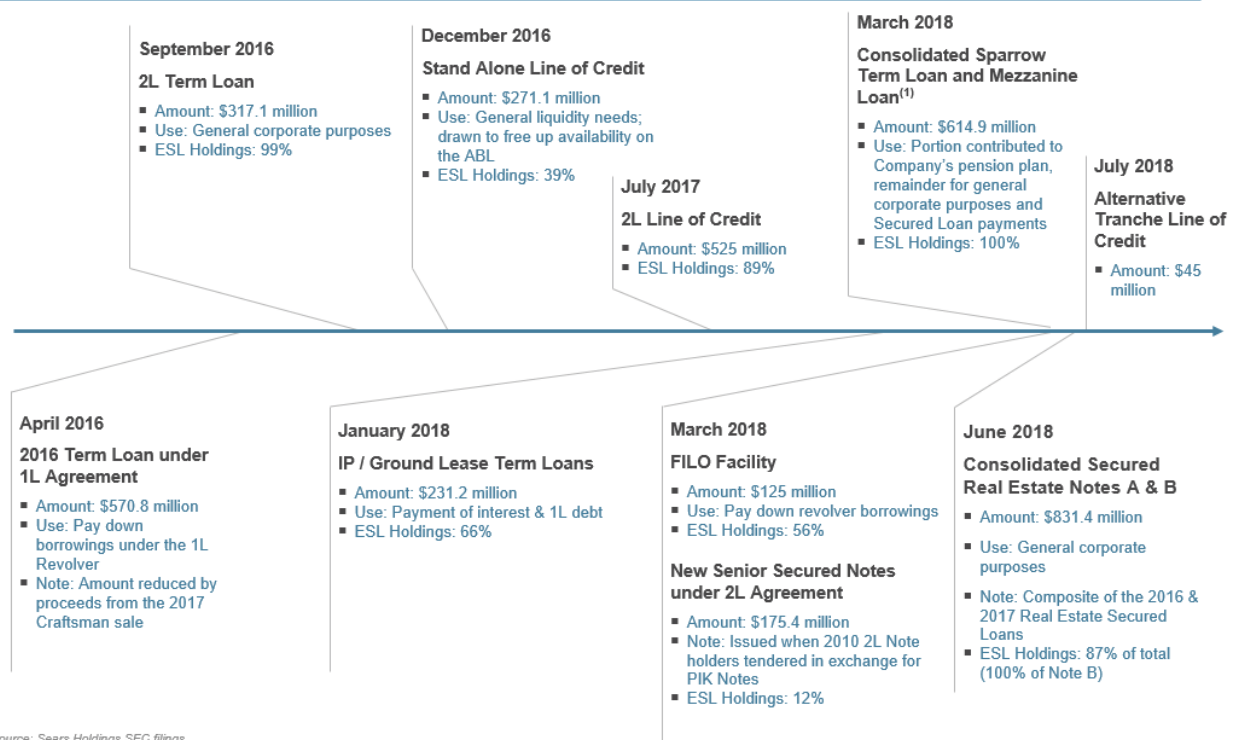 September 2016
2L Term Loan
▪ Amount: $317.1 million
▪ Use: General corporate purposes
▪ ESL Holdings: 99%
December 2016
Stand Alone Line of Credit
▪ Amount: $271.1 million
▪ Use: General liquidity needs;
drawn to free up availability on
the ABL
▪ ESL Holdings: 39%
July 2017
2L Line of Credit
▪ Amount: $525 million
▪ ESL Holdings: 89%
March 2018
Consolidated Sparrow
Term Loan and Mezzanine
Loan(1)
▪ Amount: $614.9 million
▪ Use: Portion contributed to
Company's pension plan,
remainder for general
corporate purposes and
Secured Loan payments
▪ ESL Holdings: 100%
July 2018
Alternative
Tranche Line of
Credit
▪ Amount: $45
million
April 2016
2016 Term Loan under
1L Agreement
▪ Amount: $570.8 million
▪ Use: Pay down
borrowings under the 1L
Revolver
▪ Note: Amount reduced by
proceeds from the 2017
Craftsman sale
January 2018
IP / Ground Lease Term Loans
▪ Amount: $231.2 million
▪ Use: Payment of interest & 1L debt
▪ ESL Holdings: 66%
March 2018
FILO Facility
▪ Amount: $125 million
▪ Use: Pay down revolver borrowings
▪ ESL Holdings: 56%
New Senior Secured Notes
under 2L Agreement
▪ Amount: $175.4 million
▪ Note: Issued when 2010 2L Note
holders tendered in exchange for
PIK Notes
▪ ESL Holdings: 12%
June 2018
Consolidated Secured
Real Estate Notes A & B
▪ Amount: $831.4 million
▪ Use: General corporate
purposes
▪ Note: Composite of the 2016 &
2017 Real Estate Secured
Loans
▪ ESL Holdings: 87% of total
(100% of Note B)
Source: Sears Holdings SEC filings